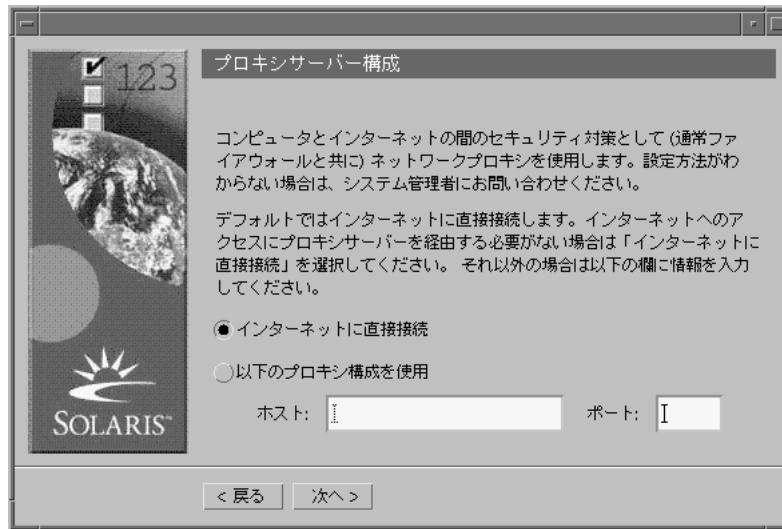 123
プロキシサーバー構成
コンピュータとインターネットの間のセキュリティ対策として (通常ファ
イアウォールと共に) ネットワークプロキシを使用します。設定方法がわ
からない場合は、システム管理者にお問い合わせください。
デフォルトではインターネットに直接接続します。インターネットへのア
クセスにプロキシサーバーを経由する必要がない場合は「インターネットに
直接接続」を選択してください。 それ以外の場合は以下の欄に情報を入力
してください。
インターネットに直接接続
以下のプロキシ構成を使用
ホスト: ポート:
SOLARIS™
< 戻る 次へ >